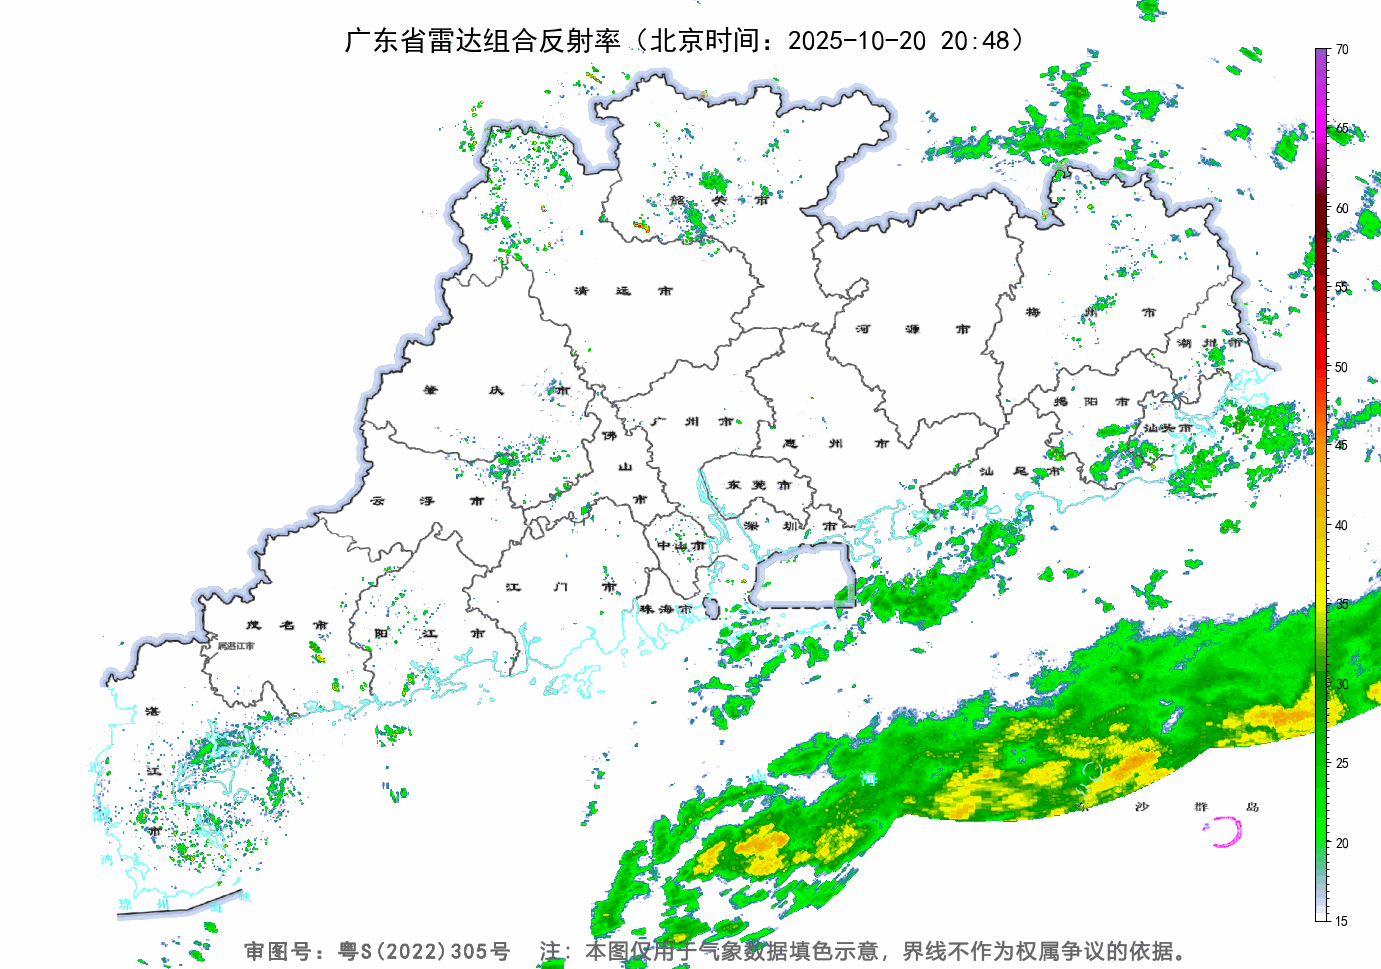 广东省雷达组合反射率（北京时间：2025-10-20 20:48）
70
65
60
55
50
45
40
35
30
25
20
15
韶关市
清远市
河源市
梅州市
潮州市
肇庆市
广州市
惠州市
揭阳市
汕头市
佛山市
云浮市
东莞市
深圳市
汕尾市
中山市
江门市
珠海市
茂名市
阳江市
属湛江市
湛江市
北
湾
琼州海峡
南海
东沙群岛
审图号：粤S(2022)305号 注：本图仅用于气象数据填色示意，界线不作为权属争议的依据。